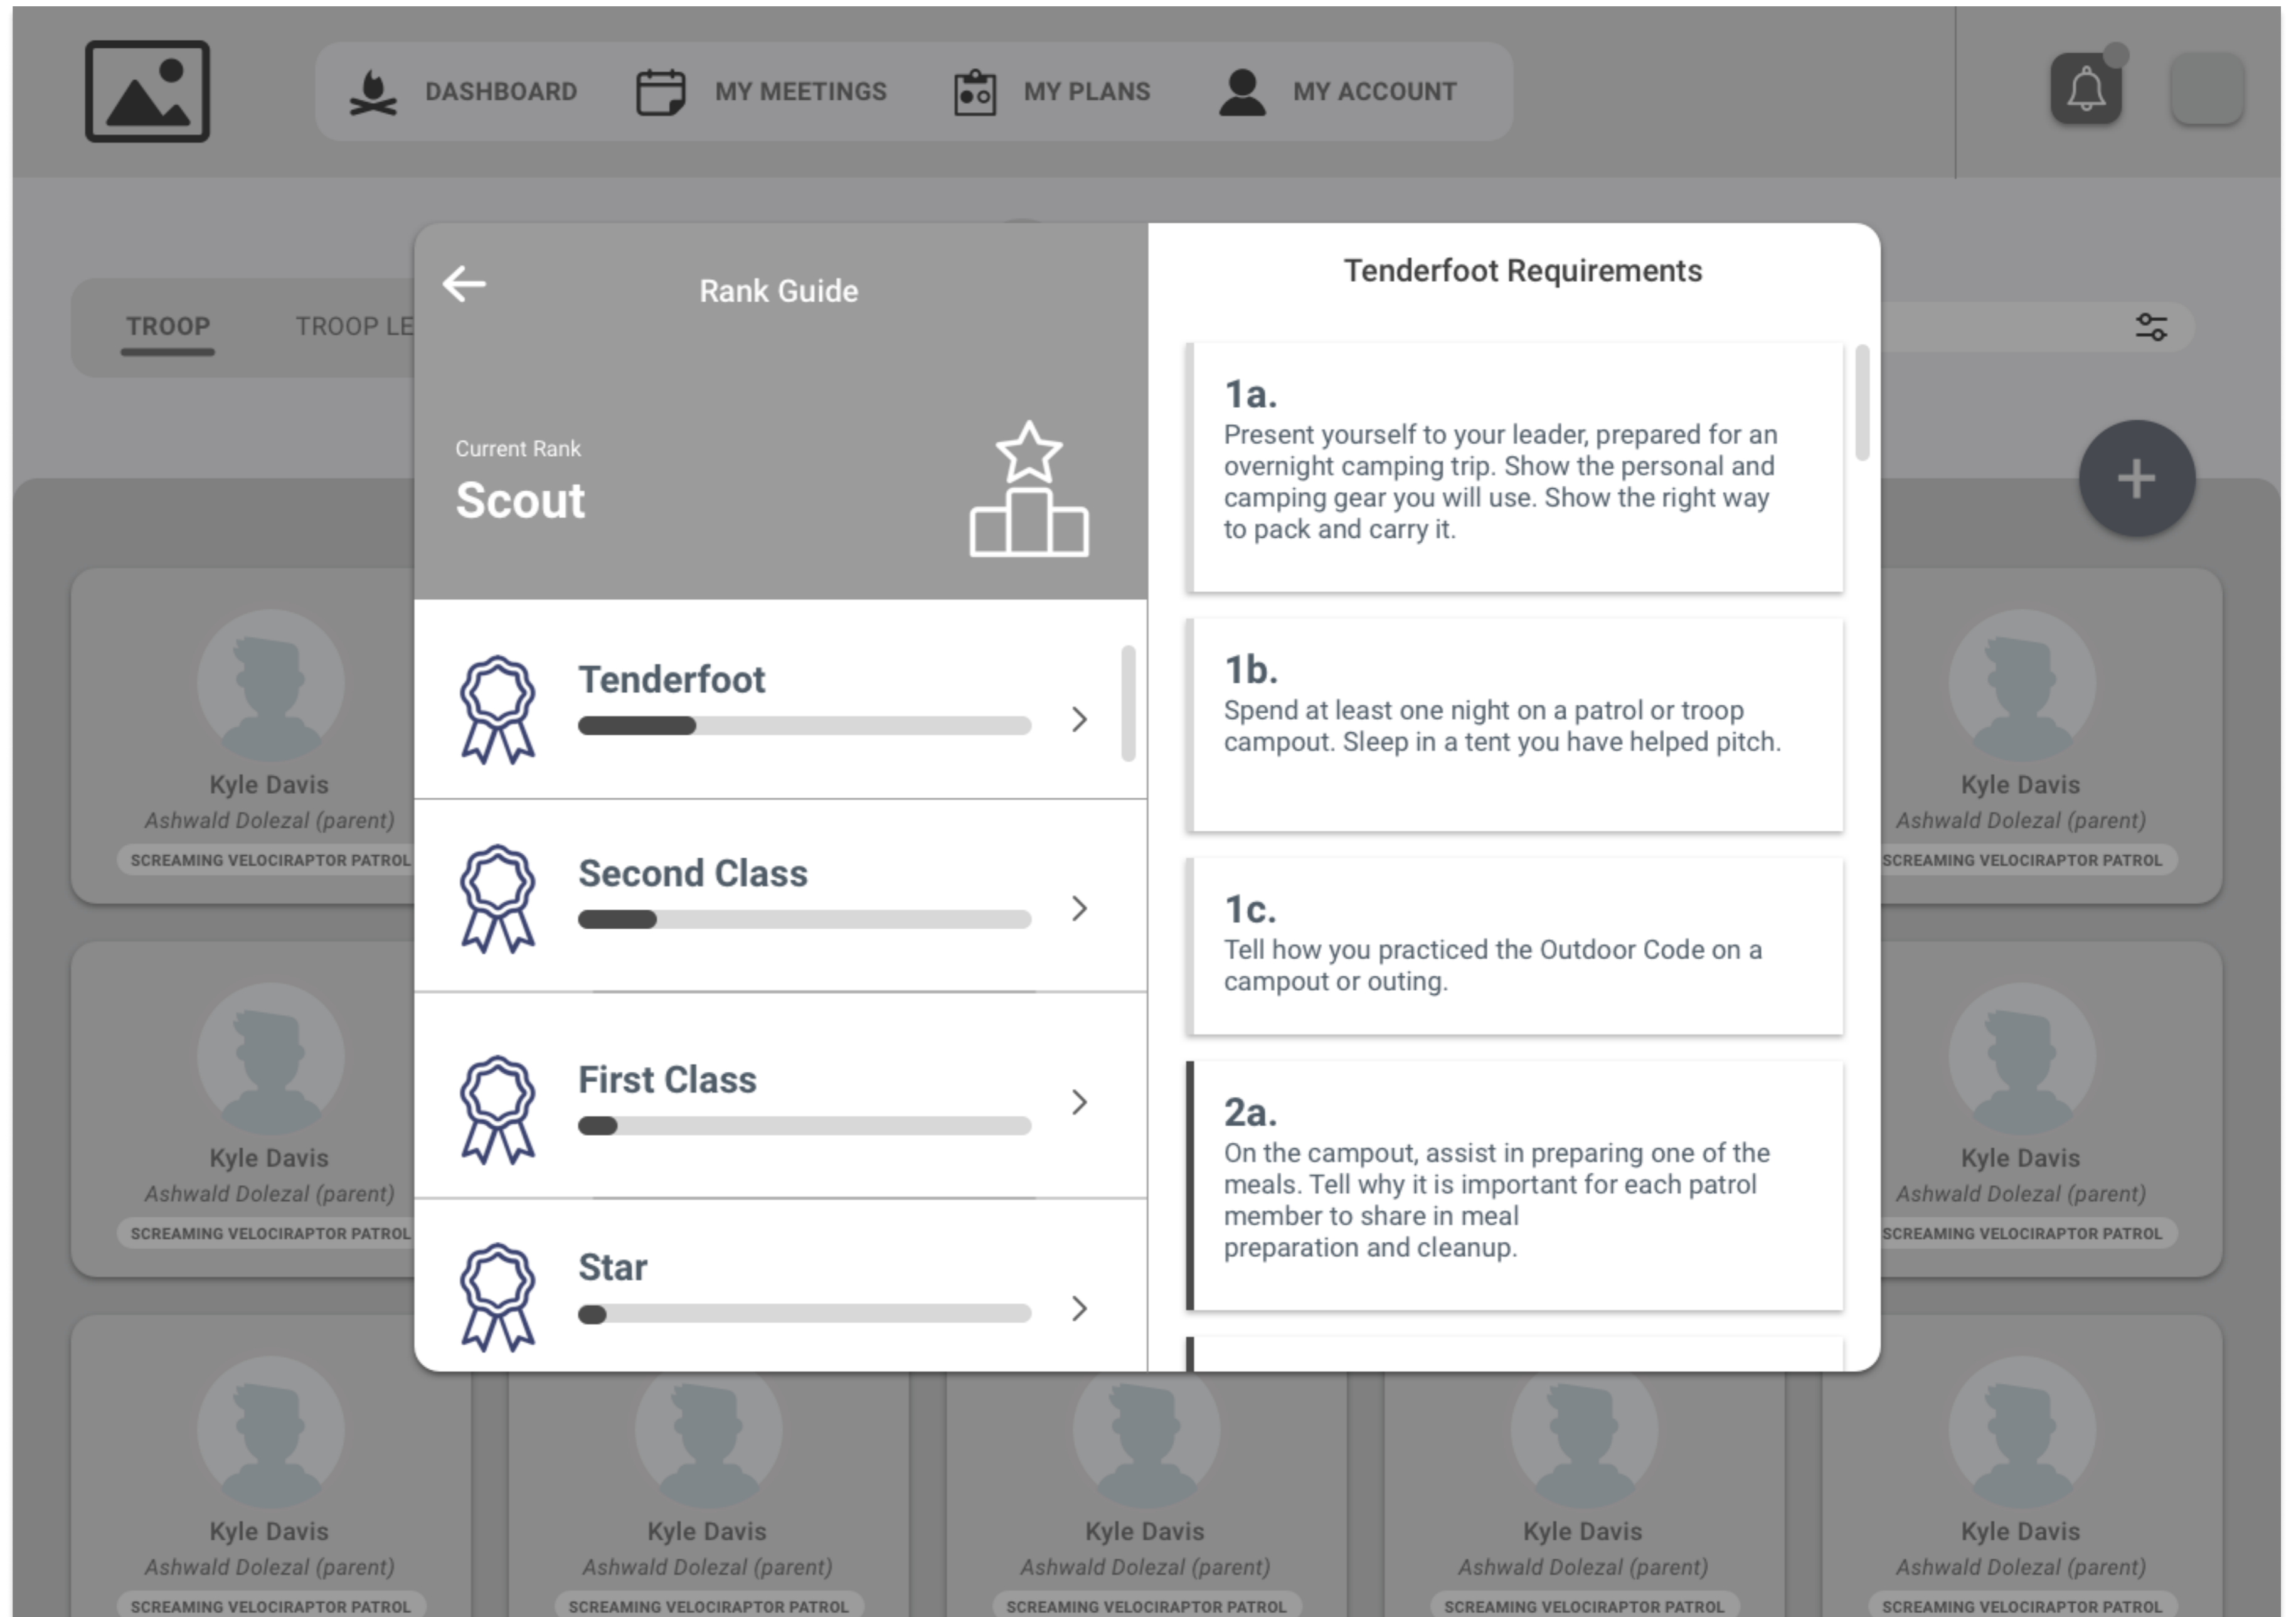 DASHBOARD
MY MEETINGS
MY PLANS
MY ACCOUNT
TROOP
TROOP LE
Rank Guide
Current Rank
Scout
Tenderfoot
Second Class
First Class
Star
Tenderfoot Requirements
1a.
Present yourself to your leader, prepared for an
overnight camping trip. Show the personal and
camping gear you will use. Show the right way
to pack and carry it.
1b.
Spend at least one night on a patrol or troop
campout. Sleep in a tent you have helped pitch.
1c.
Tell how you practiced the Outdoor Code on a
campout or outing.
2a.
On the campout, assist in preparing one of the
meals. Tell why it is important for each patrol
member to share in meal
preparation and cleanup.
Kyle Davis
Ashwald Dolezal (parent)
SCREAMING VELOCIRAPTOR PATROL
Kyle Davis
Ashwald Dolezal (parent)
SCREAMING VELOCIRAPTOR PATROL
Kyle Davis
Ashwald Dolezal (parent)
SCREAMING VELOCIRAPTOR PATROL
Kyle Davis
Ashwald Dolezal (parent)
SCREAMING VELOCIRAPTOR PATROL
Kyle Davis
Ashwald Dolezal (parent)
SCREAMING VELOCIRAPTOR PATROL
Kyle Davis
Ashwald Dolezal (parent)
SCREAMING VELOCIRAPTOR PATROL
Kyle Davis
Ashwald Dolezal (parent)
SCREAMING VELOCIRAPTOR PATROL
Kyle Davis
Ashwald Dolezal (parent)
SCREAMING VELOCIRAPTOR PATROL
Kyle Davis
Ashwald Dolezal (parent)
SCREAMING VELOCIRAPTOR PATROL